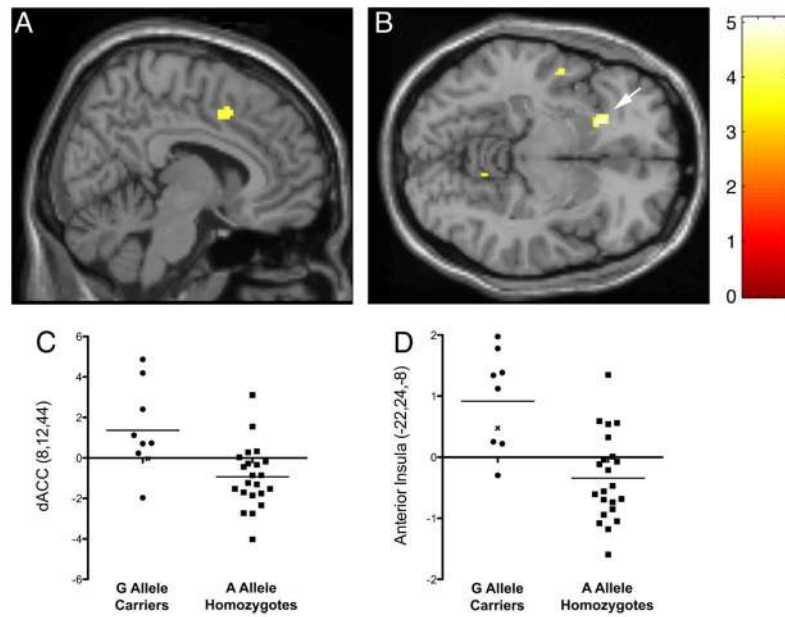 A
B
5
4
3
2
1
0
C
6
4
2
0
-2
-4
-6
dACC (8,12,44)
G Allele Carriers
A Allele Homozygotes
D
2
1
0
-1
-2
Anterior Insula (-22,24,-8)
G Allele Carriers
A Allele Homozygotes